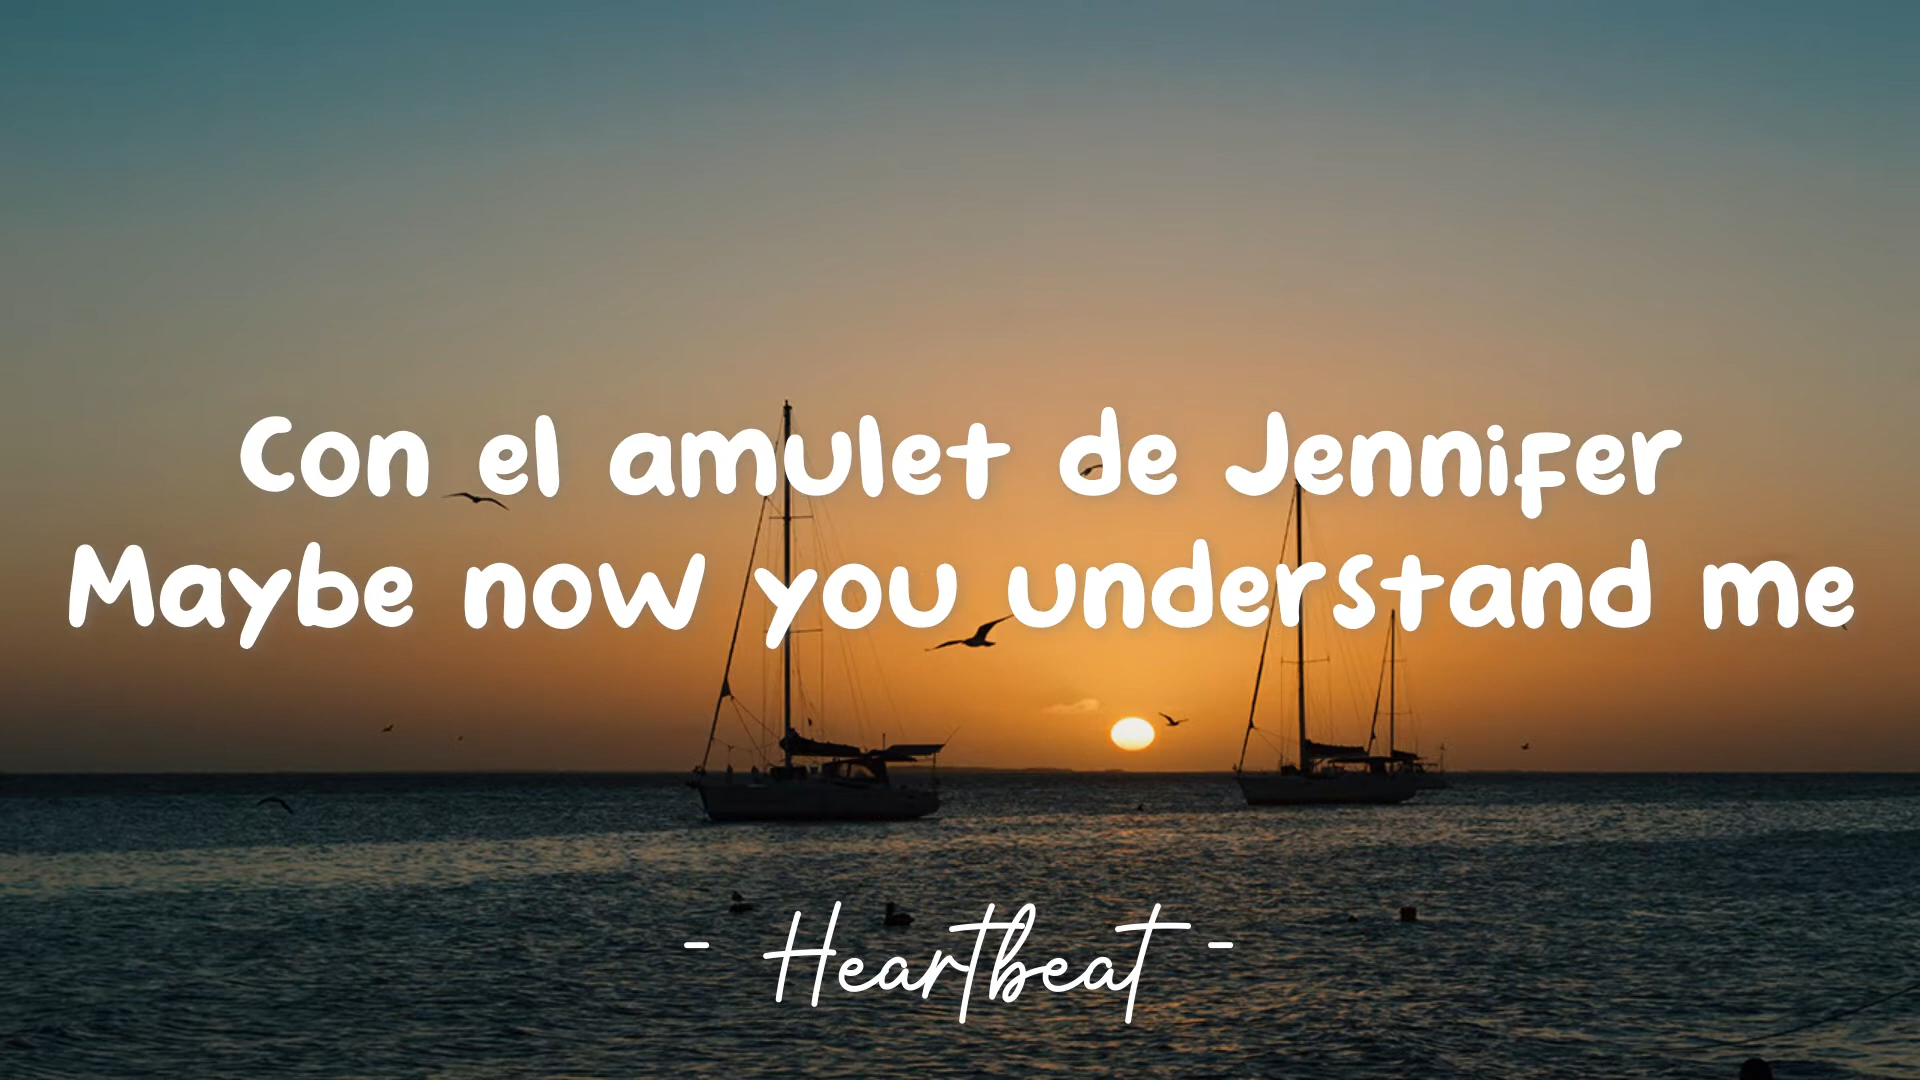 Con el amulet de Jennifer
Maybe now you understand me
- Heartbeat -